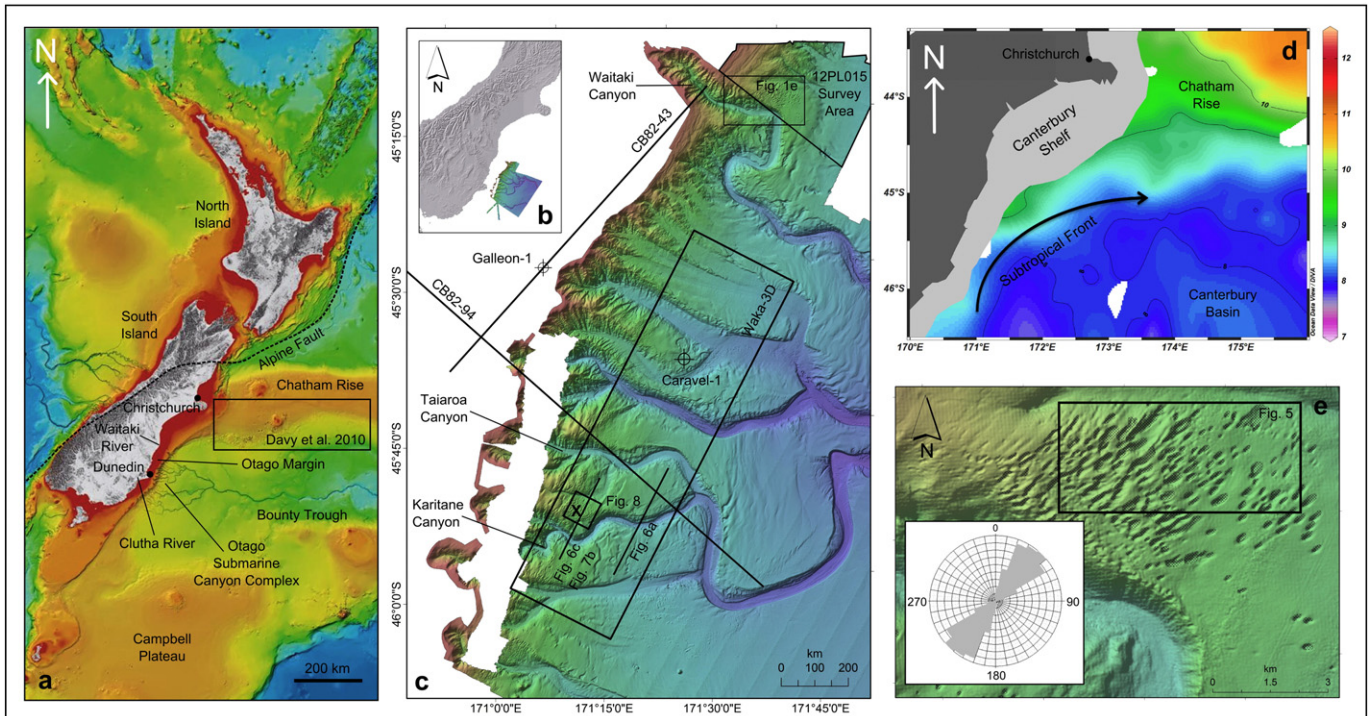 N
North
Island
South
Island
Alpine Fault
Chatham Rise
Christchurch
Waitaki
River
Davy et al. 2010
Dunedin
Otago Margin
Bounty Trough
Clutha River
Otago
Submarine
Canyon Complex
Campbell
Plateau
200 km
a
N
b
Waitaki
Canyon
12PL015
Survey
Area
Fig. 1e
CB82-43
Galleon-1
CB82-94
Waka-3D
Caravel-1
Taiaroa
Canyon
Karitane
Canyon
X
Fig. 8
Fig. 6c
Fig. 7b
Fig. 6a
45°15'0"S
45°30'0"S
45°45'0"S
46°0'0"S
km
0 100 200
c
171°0'0"E 171°15'0"E 171°30'0"E 171°45'0"E
N
Christchurch
d
Canterbury
Shelf
Chatham
Rise
10
Subtropical Front
8
Canterbury
Basin
44°S
45°S
46°S
170°E 171°E 172°E 173°E 174°E 175°E
12
11
10
9
8
7
Ocean Data View / DIVA
N
e
Fig. 5
0
270
90
180
km
0 1.5 3